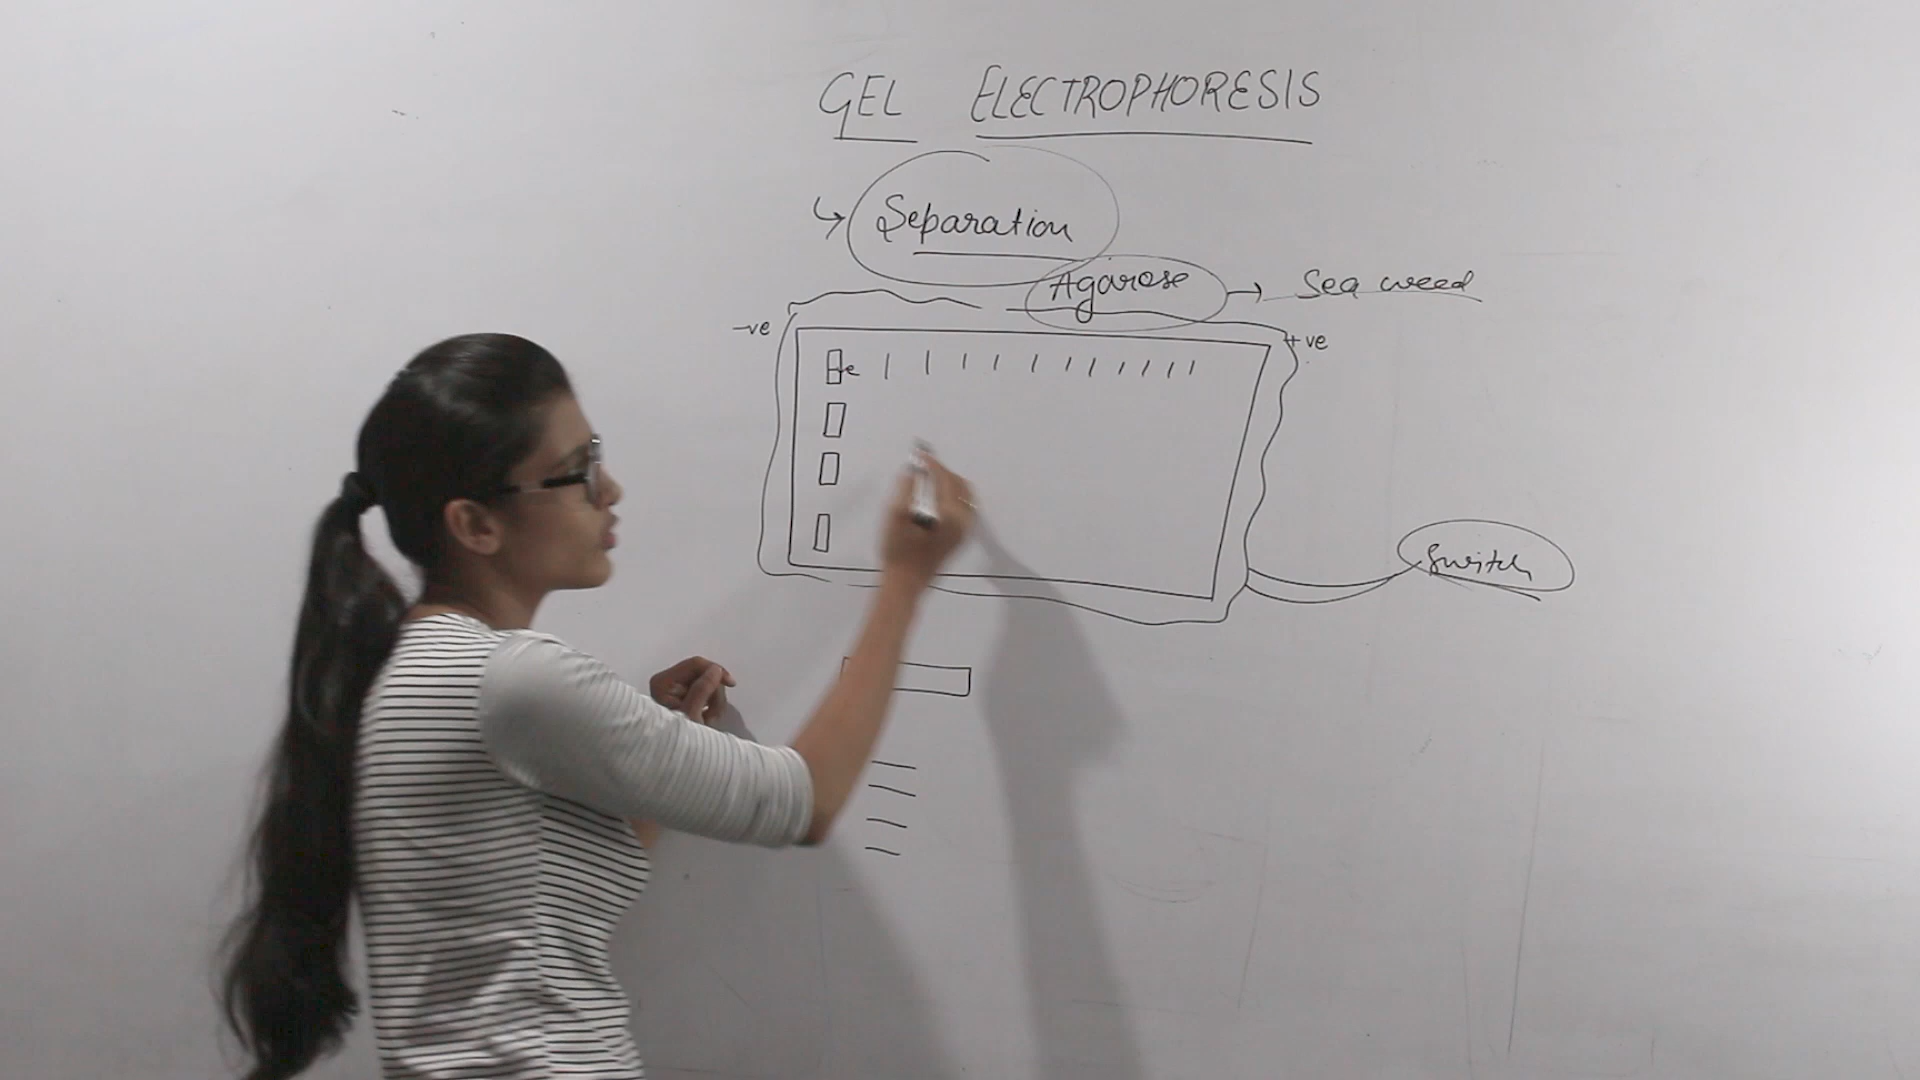 GEL ELECTROPHORESIS
Separation
Agarose → Sea weed
-ve
+ve
-e
Switch